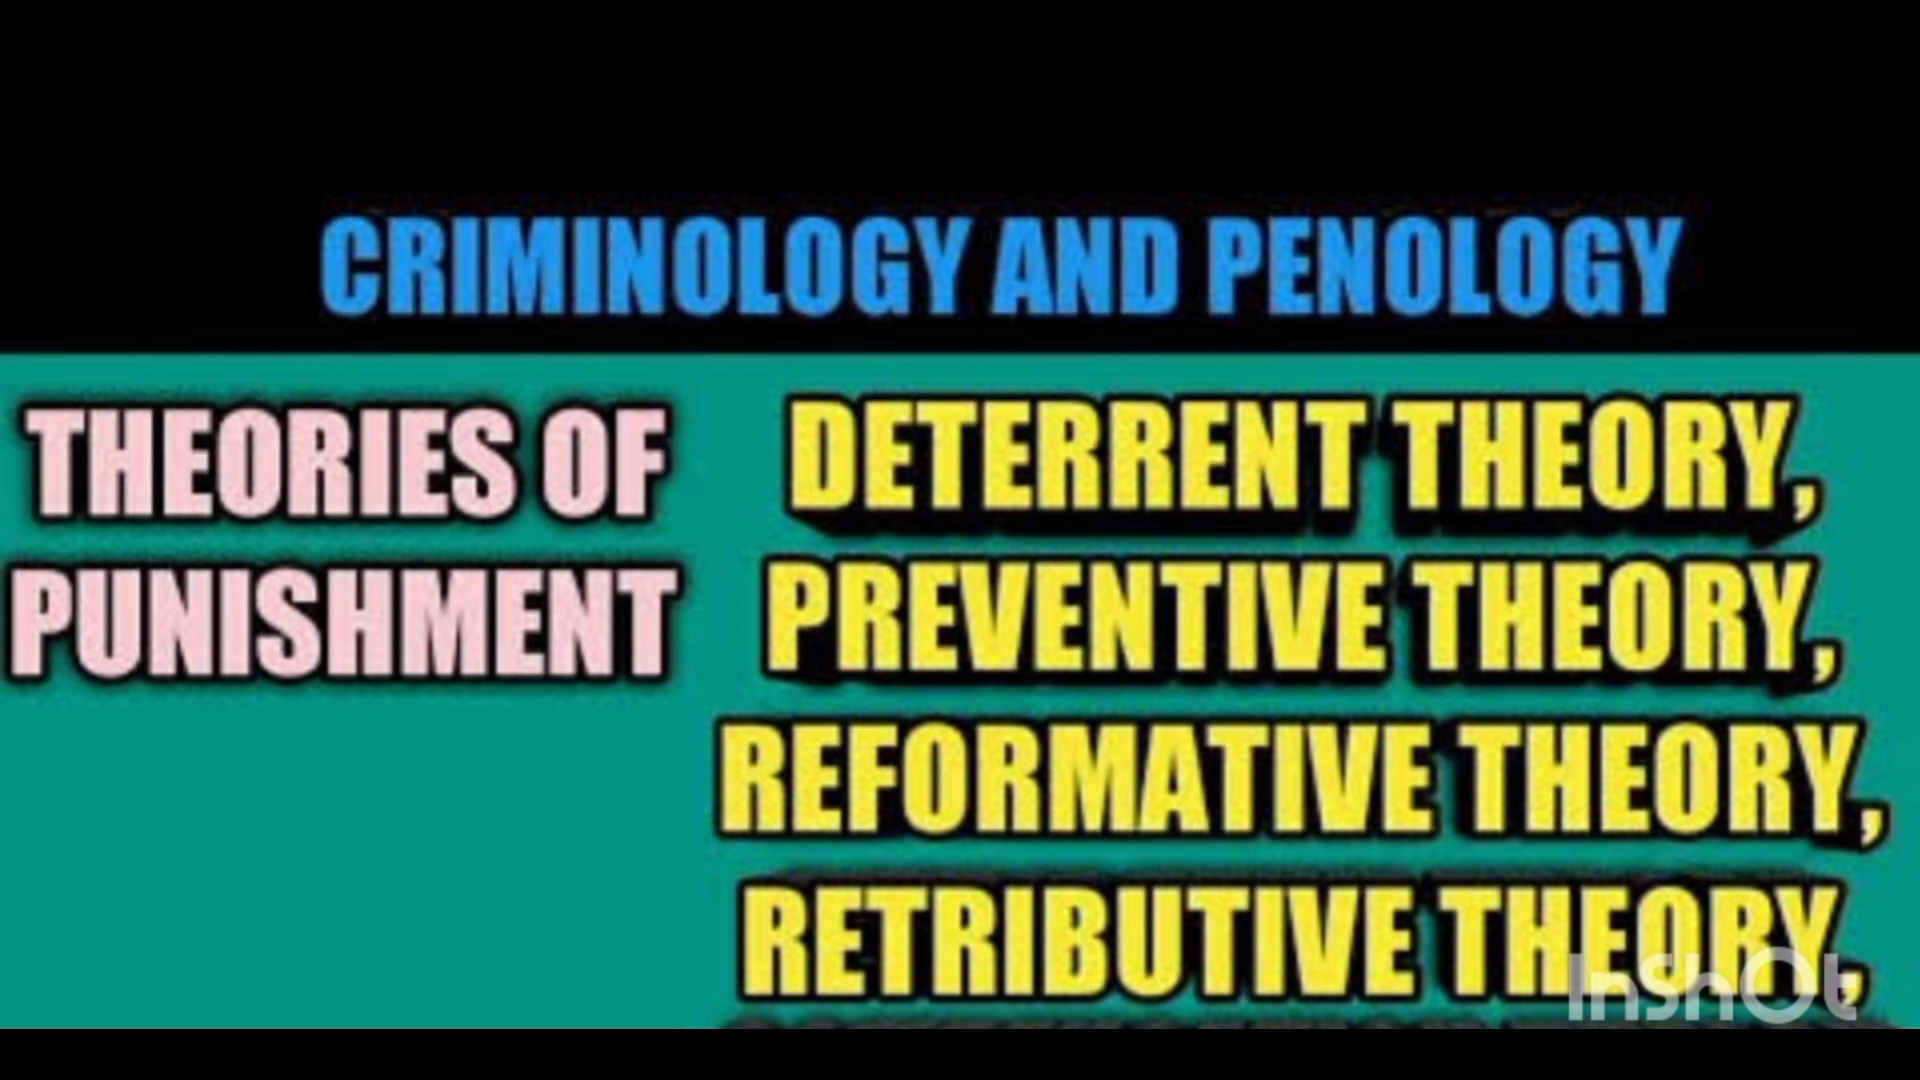 CRIMINOLOGY AND PENOLOGY
THEORIES OF
PUNISHMENT
DETERRENT THEORY,
PREVENTIVE THEORY,
REFORMATIVE THEORY,
RETRIBUTIVE THEORY,
InShOt